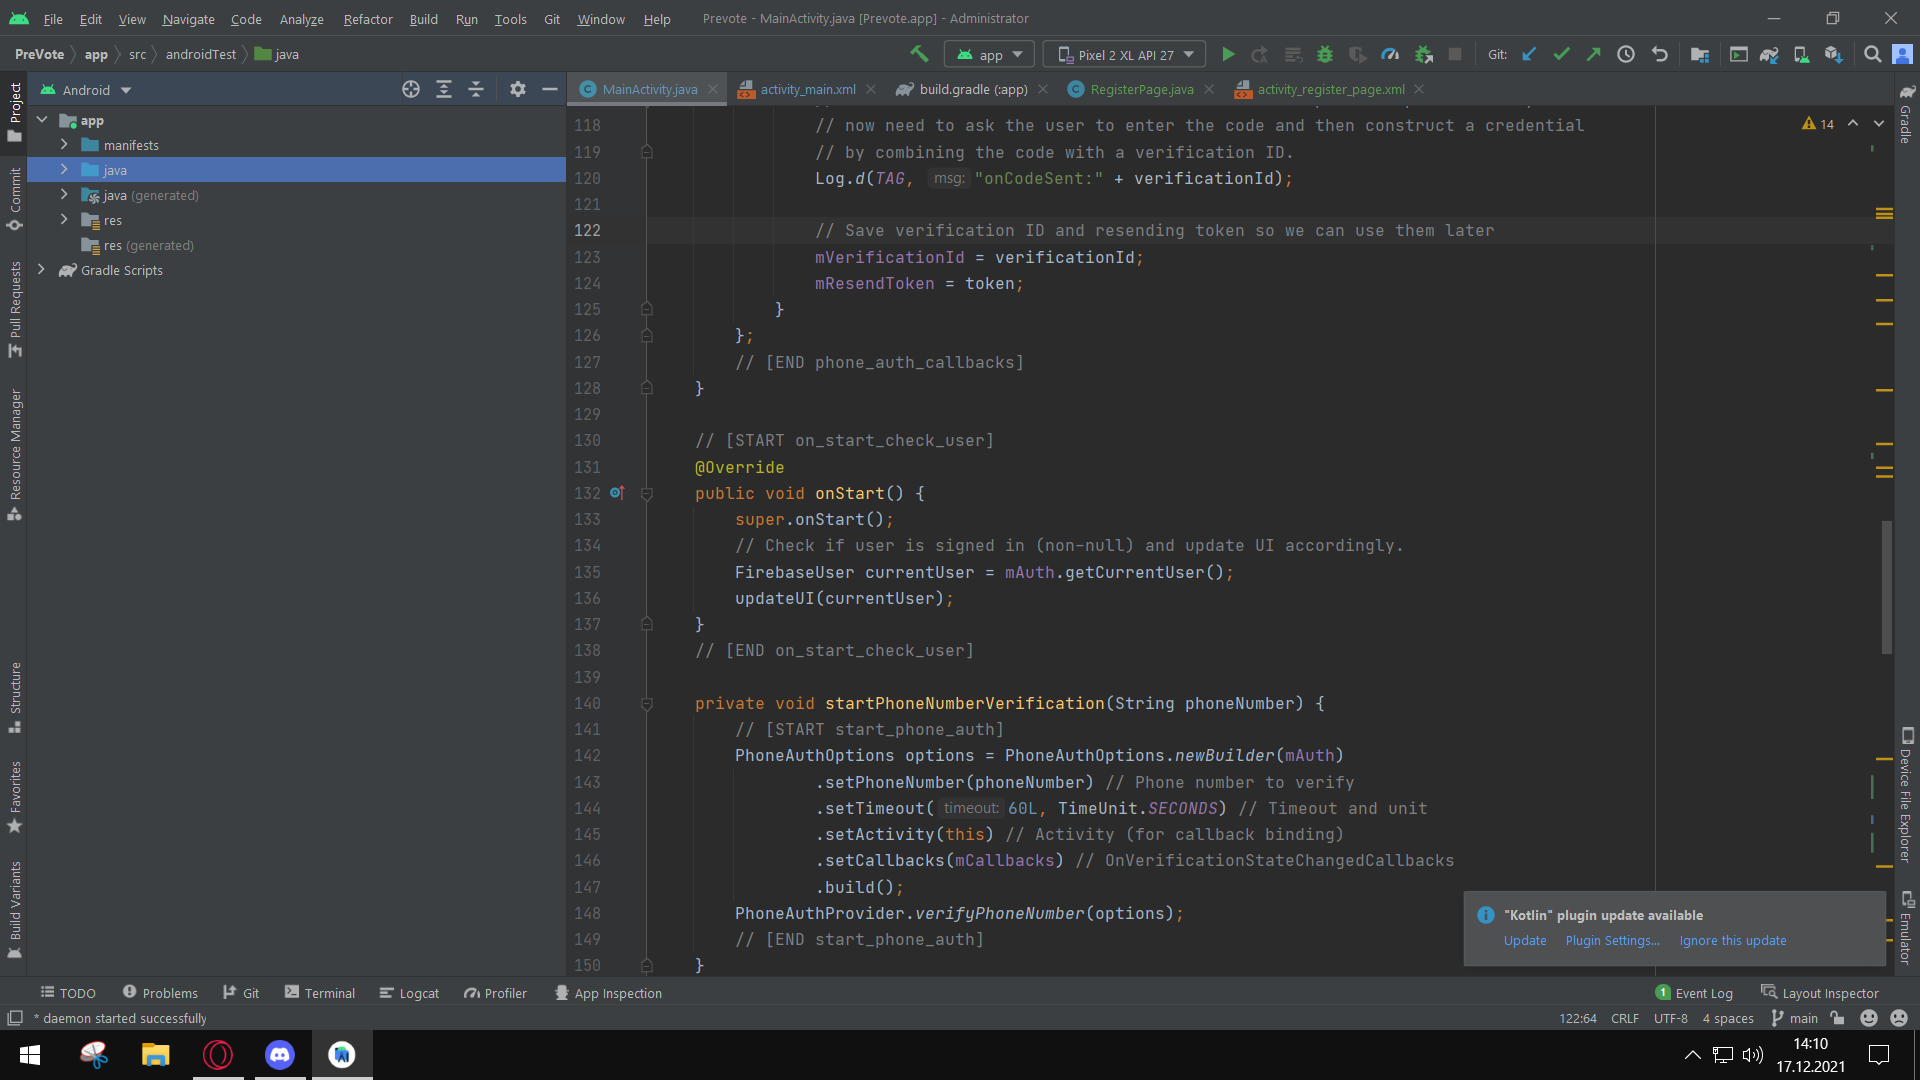 File Edit View Navigate Code Analyze Refactor Build Run Tools Git Window Help Prevote - MainActivity.java [Prevote.app] - Administrator
PreVote app src androidTest java
app Pixel 2 XL API 27 Git:
Android
MainActivity.java activity_main.xml build.gradle (:app) RegisterPage.java activity_register_page.xml
Project
Commit
Pull Requests
Resource Manager
Structure
Favorites
Build Variants
app
manifests
java
java (generated)
res
res (generated)
Gradle Scripts
14
118 // now need to ask the user to enter the code and then construct a credential
119 // by combining the code with a verification ID.
120 Log.d(TAG, msg: "onCodeSent:" + verificationId);
121
122 // Save verification ID and resending token so we can use them later
123 mVerificationId = verificationId;
124 mResendToken = token;
125 }
126 };
127 // [END phone_auth_callbacks]
128 }
129
130 // [START on_start_check_user]
131 @Override
132 public void onStart() {
133 super.onStart();
134 // Check if user is signed in (non-null) and update UI accordingly.
135 FirebaseUser currentUser = mAuth.getCurrentUser();
136 updateUI(currentUser);
137 }
138 // [END on_start_check_user]
139
140 private void startPhoneNumberVerification(String phoneNumber) {
141 // [START start_phone_auth]
142 PhoneAuthOptions options = PhoneAuthOptions.newBuilder(mAuth)
143 .setPhoneNumber(phoneNumber) // Phone number to verify
144 .setTimeout( timeout: 60L, TimeUnit.SECONDS) // Timeout and unit
145 .setActivity(this) // Activity (for callback binding)
146 .setCallbacks(mCallbacks) // OnVerificationStateChangedCallbacks
147 .build();
148 PhoneAuthProvider.verifyPhoneNumber(options);
149 // [END start_phone_auth]
150 }
Gradle
Device File Explorer
Emulator
"Kotlin" plugin update available
Update Plugin Settings... Ignore this update
TODO Problems Git Terminal Logcat Profiler App Inspection 1 Event Log Layout Inspector
* daemon started successfully 122:64 CRLF UTF-8 4 spaces main
14:10
17.12.2021